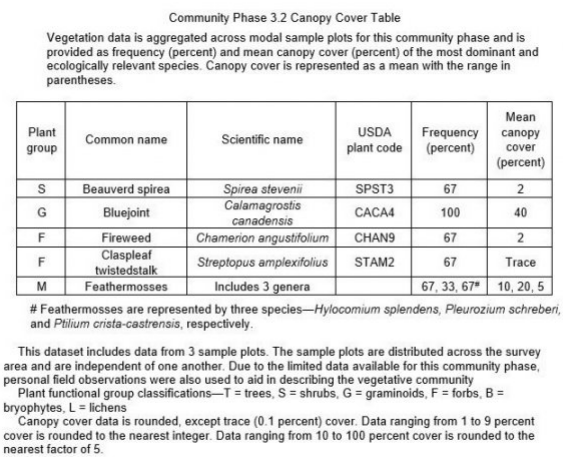 Community Phase 3.2 Canopy Cover Table
Vegetation data is aggregated across modal sample plots for this community phase and is
provided as frequency (percent) and mean canopy cover (percent) of the most dominant and
ecologically relevant species. Canopy cover is represented as a mean with the range in
parentheses.
Plant group Common name Scientific name USDA plant code Frequency (percent) Mean canopy cover (percent)
S Beauverd spirea Spirea stevenii SPST3 67 2
G Bluejoint Calamagrostis canadensis CACA4 100 40
F Fireweed Chamerion angustifolium CHAN9 67 2
F Claspleaf twistedstalk Streptopus amplexifolius STAM2 67 Trace
M Feathermosses Includes 3 genera 67, 33, 67# 10, 20, 5
# Feathermosses are represented by three species—Hylocomium splendens, Pleurozium schreberi,
and Ptilium crista-castrensis, respectively.
This dataset includes data from 3 sample plots. The sample plots are distributed across the survey
area and are independent of one another. Due to the limited data available for this community phase,
personal field observations were also used to aid in describing the vegetative community
Plant functional group classifications—T = trees, S = shrubs, G = graminoids, F = forbs, B =
bryophytes, L = lichens
Canopy cover data is rounded, except trace (0.1 percent) cover. Data ranging from 1 to 9 percent
cover is rounded to the nearest integer. Data ranging from 10 to 100 percent cover is rounded to the
nearest factor of 5.